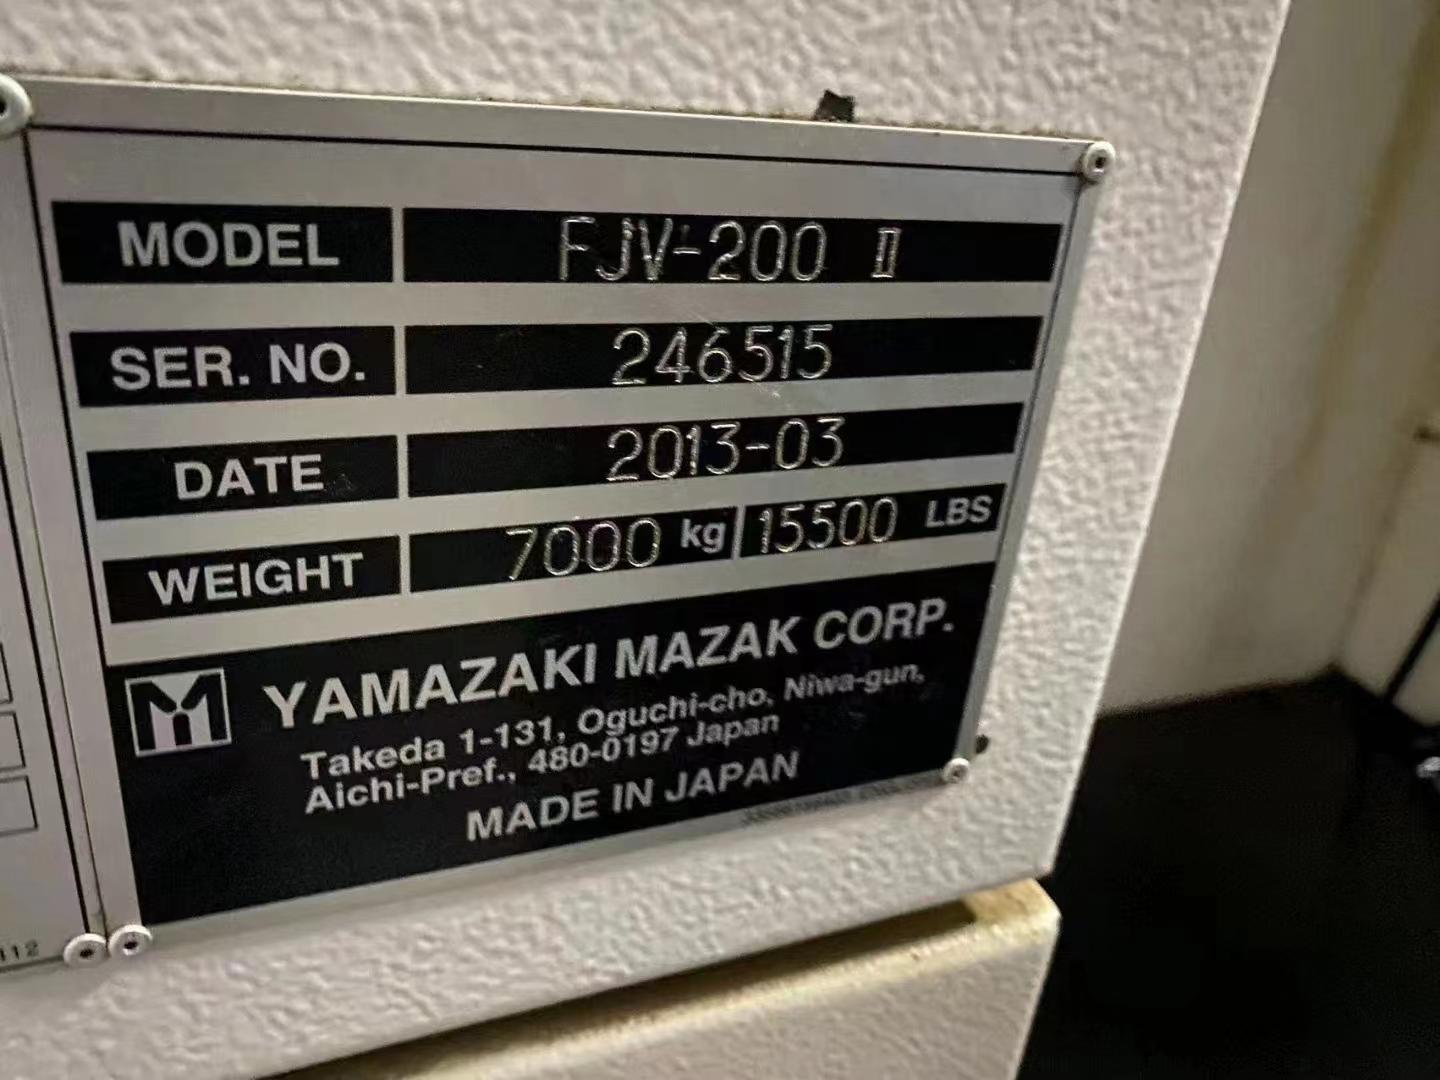 MODEL FJV-200 Ⅱ
SER. NO. 246515
DATE 2013-03
WEIGHT 7000 kg 15500 LBS
YAMAZAKI MAZAK CORP.
Takeda 1-131, Oguchi-cho, Niwa-gun,
Aichi-Pref., 480-0197 Japan
MADE IN JAPAN
112